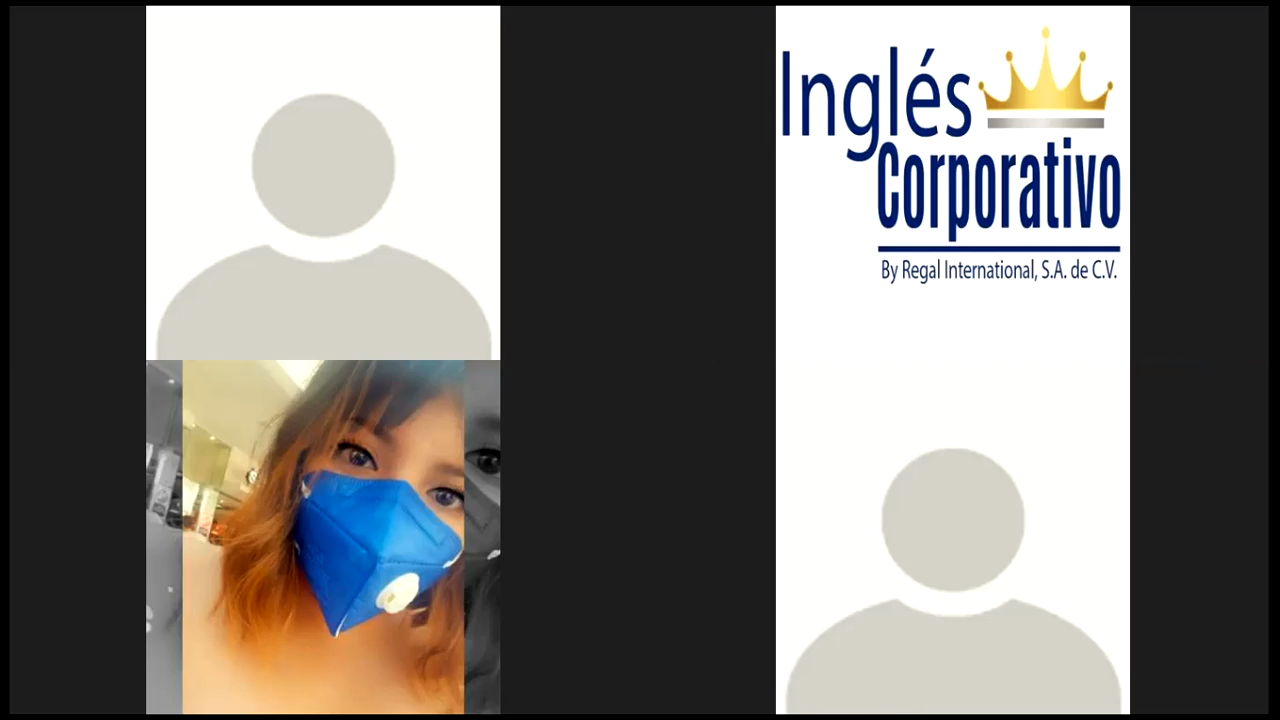 Inglés
Corporativo
By Regal International, S.A. de C.V.